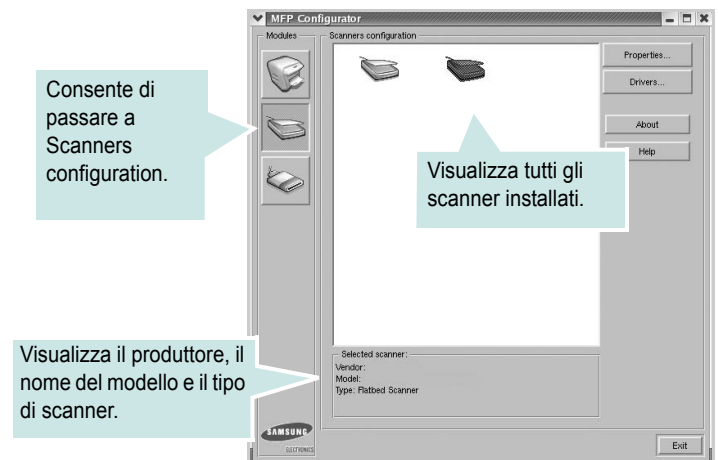 MFP Configurator
Modules
Scanners configuration
Properties...
Drivers...
About
Help
Consente di
passare a
Scanners
configuration.
Visualizza tutti gli
scanner installati.
Visualizza il produttore, il
nome del modello e il tipo
di scanner.
Selected scanner:
Vendor:
Model:
Type: Flatbed Scanner
SAMSUNG
ELECTRONICS
Exit